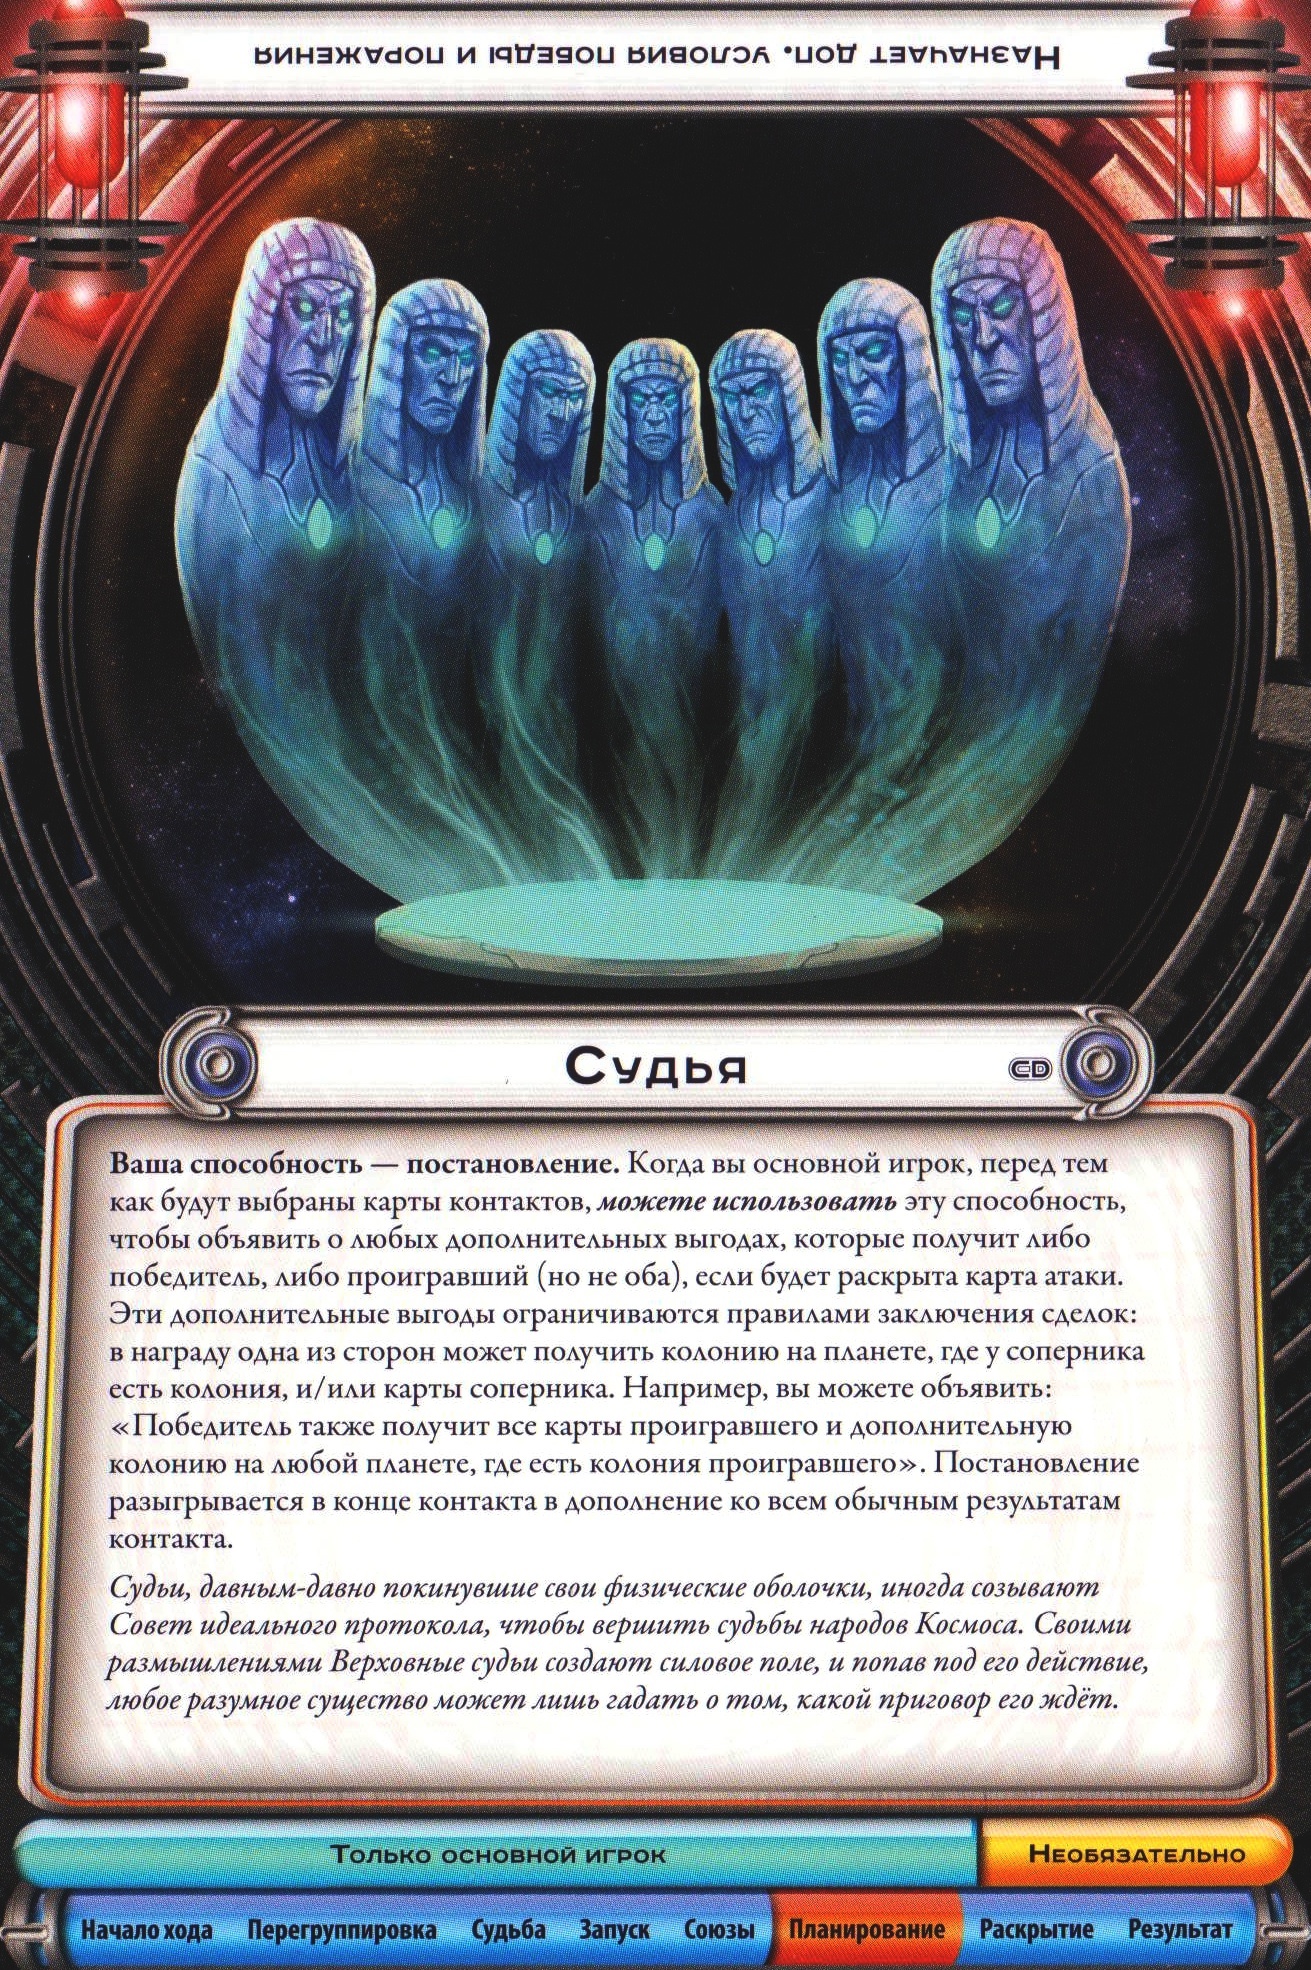 Назначает доп. условия победы и поражения
Судья
CD
Ваша способность — постановление. Когда вы основной игрок, перед тем
как будут выбраны карты контактов, можете использовать эту способность,
чтобы объявить о любых дополнительных выгодах, которые получит либо
победитель, либо проигравший (но не оба), если будет раскрыта карта атаки.
Эти дополнительные выгоды ограничиваются правилами заключения сделок:
в награду одна из сторон может получить колонию на планете, где у соперника
есть колония, и/или карты соперника. Например, вы можете объявить:
«Победитель также получит все карты проигравшего и дополнительную
колонию на любой планете, где есть колония проигравшего». Постановление
разыгрывается в конце контакта в дополнение ко всем обычным результатам
контакта.
Судьи, давным-давно покинувшие свои физические оболочки, иногда созывают
Совет идеального протокола, чтобы вершить судьбы народов Космоса. Своими
размышлениями Верховные судьи создают силовое поле, и попав под его действие,
любое разумное существо может лишь гадать о том, какой приговор его ждёт.
Только основной игрок Необязательно
Начало хода Перегруппировка Судьба Запуск Союзы Планирование Раскрытие Результат